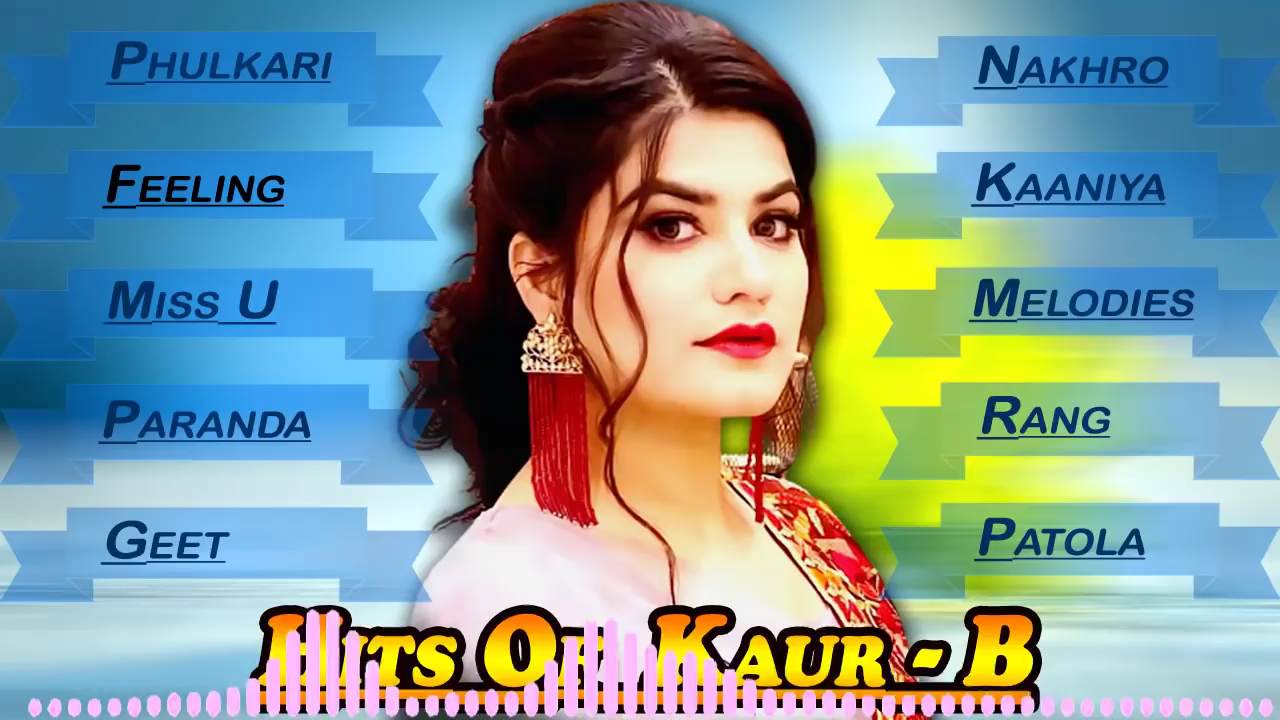 Phulkari
Feeling
Miss U
Paranda
Geet
Nakhro
Kaaniya
Melodies
Rang
Patola
Hits Of Kaur - B